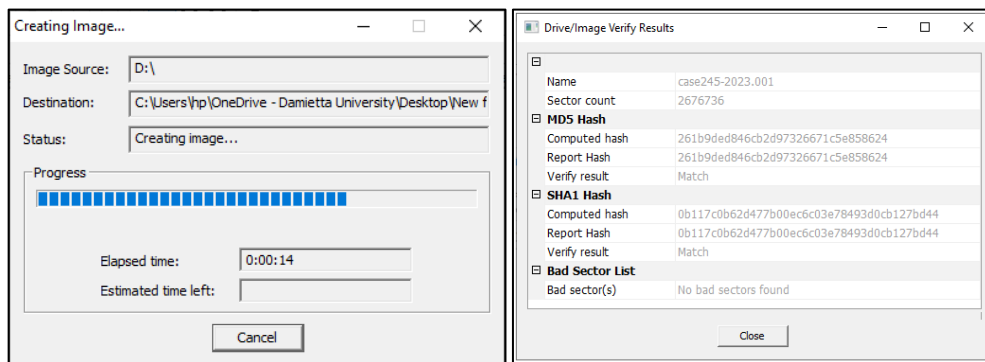 Creating Image...
Image Source: D:\
Destination: C:\Users\hp\OneDrive - Damietta University\Desktop\New f
Status: Creating image...
Progress
Elapsed time: 0:00:14
Estimated time left:
Cancel
Drive/Image Verify Results
Name case245-2023.001
Sector count 2676736
MD5 Hash
Computed hash 261b9ded846cb2d97326671c5e858624
Report Hash 261b9ded846cb2d97326671c5e858624
Verify result Match
SHA1 Hash
Computed hash 0b117c0b62d477b00ec6c03e78493d0cb127bd44
Report Hash 0b117c0b62d477b00ec6c03e78493d0cb127bd44
Verify result Match
Bad Sector List
Bad sector(s) No bad sectors found
Close